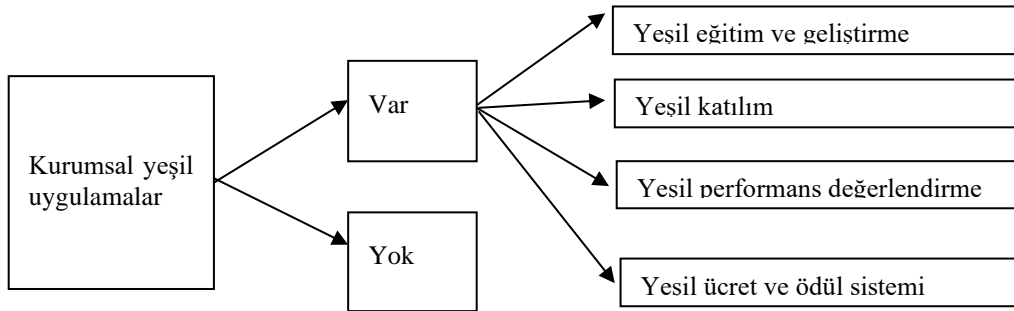 Kurumsal yeşil
uygulamalar
Var
Yok
Yeşil eğitim ve geliştirme
Yeşil katılım
Yeşil performans değerlendirme
Yeşil ücret ve ödül sistemi